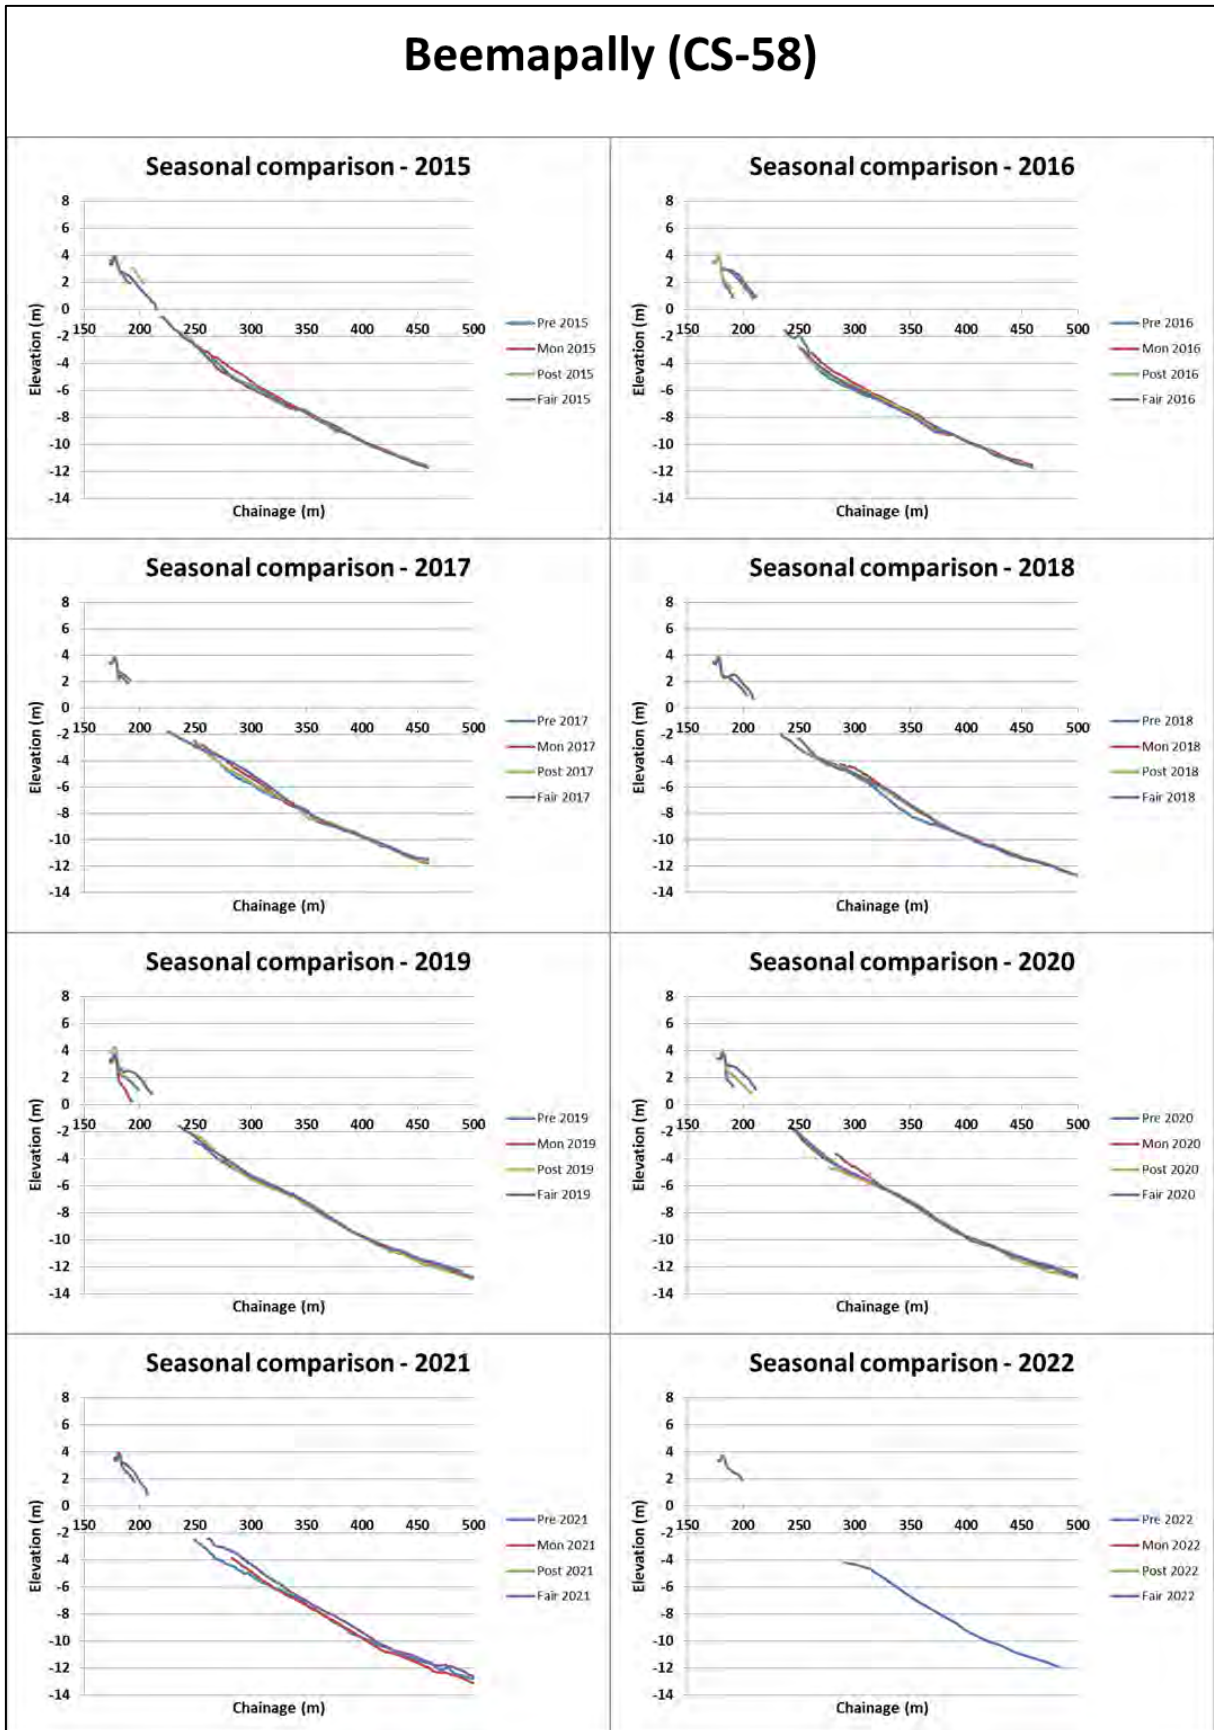 Beemapally (CS-58)
Seasonal comparison - 2015
8
6
4
2
0
-2
-4
-6
-8
-10
-12
-14
150 200 250 300 350 400 450 500
Elevation (m)
Chainage (m)
Pre 2015
Mon 2015
Post 2015
Fair 2015
Seasonal comparison - 2016
8
6
4
2
0
-2
-4
-6
-8
-10
-12
-14
150 200 250 300 350 400 450 500
Elevation (m)
Chainage (m)
Pre 2016
Mon 2016
Post 2016
Fair 2016
Seasonal comparison - 2017
8
6
4
2
0
-2
-4
-6
-8
-10
-12
-14
150 200 250 300 350 400 450 500
Elevation (m)
Chainage (m)
Pre 2017
Mon 2017
Post 2017
Fair 2017
Seasonal comparison - 2018
8
6
4
2
0
-2
-4
-6
-8
-10
-12
-14
150 200 250 300 350 400 450 500
Elevation (m)
Chainage (m)
Pre 2018
Mon 2018
Post 2018
Fair 2018
Seasonal comparison - 2019
8
6
4
2
0
-2
-4
-6
-8
-10
-12
-14
150 200 250 300 350 400 450 500
Elevation (m)
Chainage (m)
Pre 2019
Mon 2019
Post 2019
Fair 2019
Seasonal comparison - 2020
8
6
4
2
0
-2
-4
-6
-8
-10
-12
-14
150 200 250 300 350 400 450 500
Elevation (m)
Chainage (m)
Pre 2020
Mon 2020
Post 2020
Fair 2020
Seasonal comparison - 2021
8
6
4
2
0
-2
-4
-6
-8
-10
-12
-14
150 200 250 300 350 400 450 500
Elevation (m)
Chainage (m)
Pre 2021
Mon 2021
Post 2021
Fair 2021
Seasonal comparison - 2022
8
6
4
2
0
-2
-4
-6
-8
-10
-12
-14
150 200 250 300 350 400 450 500
Elevation (m)
Chainage (m)
Pre 2022
Mon 2022
Post 2022
Fair 2022